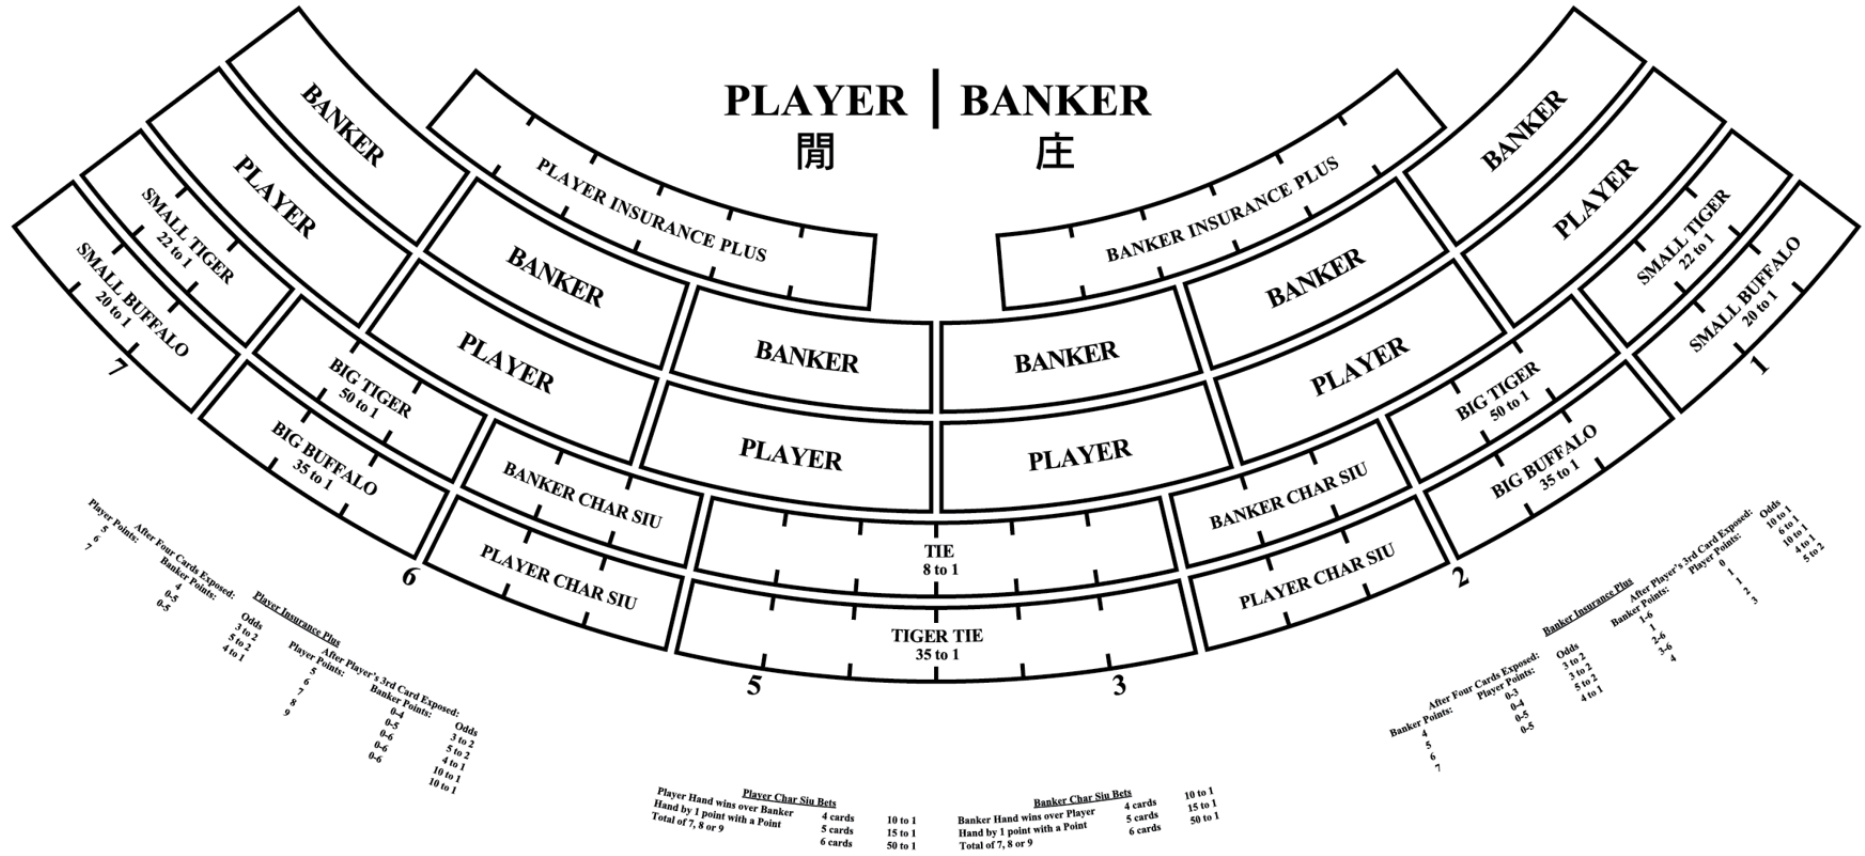 PLAYER | BANKER
閒 庄
PLAYER INSURANCE PLUS
BANKER INSURANCE PLUS
BANKER
BANKER
BANKER
BANKER
BANKER
BANKER
PLAYER
PLAYER
PLAYER
PLAYER
PLAYER
PLAYER
SMALL TIGER
22 to 1
BIG TIGER
50 to 1
BANKER CHAR SIU
TIE
8 to 1
BANKER CHAR SIU
BIG TIGER
50 to 1
SMALL TIGER
22 to 1
SMALL BUFFALO
20 to 1
BIG BUFFALO
35 to 1
PLAYER CHAR SIU
TIGER TIE
35 to 1
PLAYER CHAR SIU
BIG BUFFALO
35 to 1
SMALL BUFFALO
20 to 1
7
6
5
3
2
1
Player Insurance Plus
After Four Cards Exposed:
Player Points: Banker Points: Odds
5 4 3 to 2
6 0-5 5 to 2
7 0-5 4 to 1
After Player's 3rd Card Exposed:
Player Points: Banker Points: Odds
5 0-4 3 to 2
6 0-5 5 to 2
7 0-6 4 to 1
8 0-6 10 to 1
9 0-6 10 to 1
Player Char Siu Bets
Player Hand wins over Banker 4 cards 10 to 1
Hand by 1 point with a Point 5 cards 15 to 1
Total of 7, 8 or 9 6 cards 50 to 1
Banker Char Siu Bets
Banker Hand wins over Player 4 cards 10 to 1
Hand by 1 point with a Point 5 cards 15 to 1
Total of 7, 8 or 9 6 cards 50 to 1
Banker Insurance Plus
After Four Cards Exposed:
Banker Points: Player Points: Odds
4 0-3 3 to 2
5 0-4 3 to 2
6 0-5 5 to 2
7 0-5 4 to 1
After Player's 3rd Card Exposed:
Banker Points: Player Points: Odds
1-6 0 10 to 1
1 1 6 to 1
2-6 1 10 to 1
3-6 2 4 to 1
4 3 5 to 2